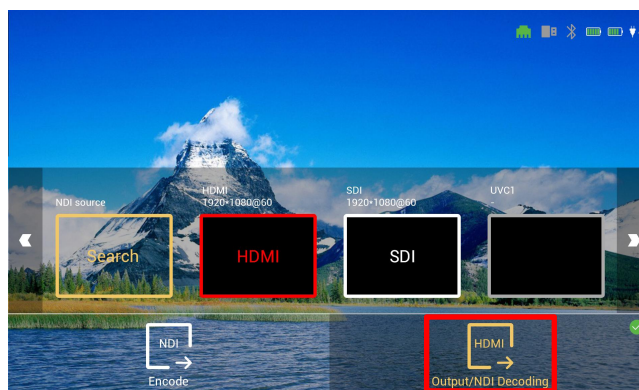 NDI source
HDMI
1920*1080@60
SDI
1920*1080@60
UVC1
-
Search
HDMI
SDI
NDI
Encode
HDMI
Output/NDI Decoding